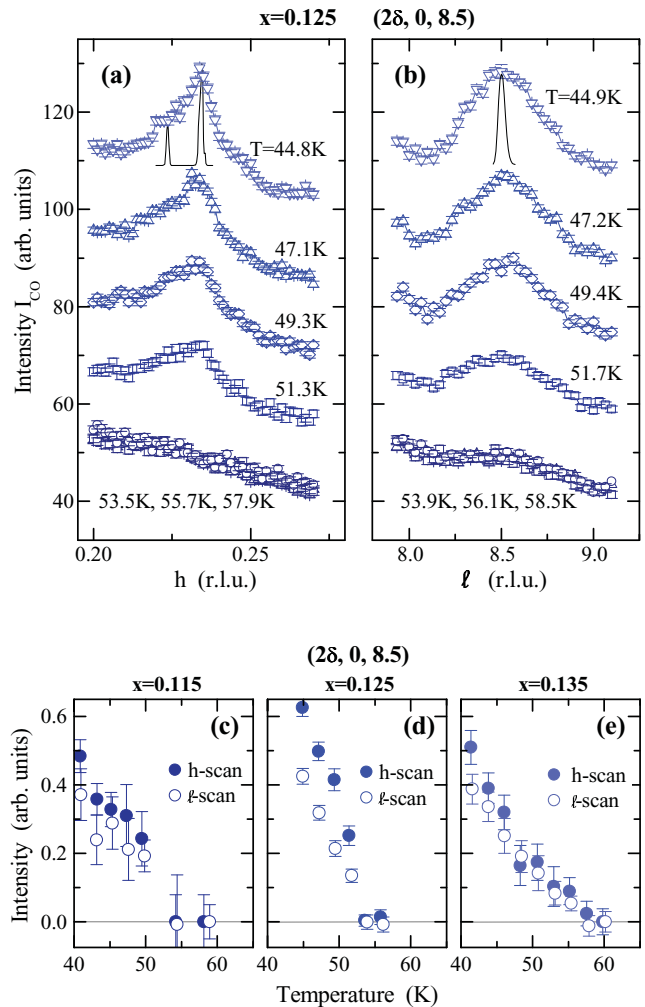 x=0.125 (2δ, 0, 8.5)
(a) (b)
T=44.8K T=44.9K
47.1K 47.2K
49.3K 49.4K
51.3K 51.7K
53.5K, 55.7K, 57.9K 53.9K, 56.1K, 58.5K
120
100
80
60
40
Intensity I_CO (arb. units)
0.20 0.25 8.0 8.5 9.0
h (r.l.u.) ℓ (r.l.u.)
(2δ, 0, 8.5)
x=0.115 x=0.125 x=0.135
(c) (d) (e)
h-scan h-scan h-scan
ℓ-scan ℓ-scan ℓ-scan
0.6
0.4
0.2
0.0
Intensity (arb. units)
40 50 60 40 50 60 40 50 60
Temperature (K)